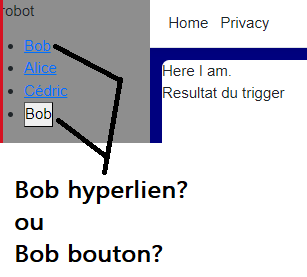 robot
Bob
Alice
Cédric
Bob
Home Privacy
Here I am.
Resultat du trigger
Bob hyperlien?
ou
Bob bouton?